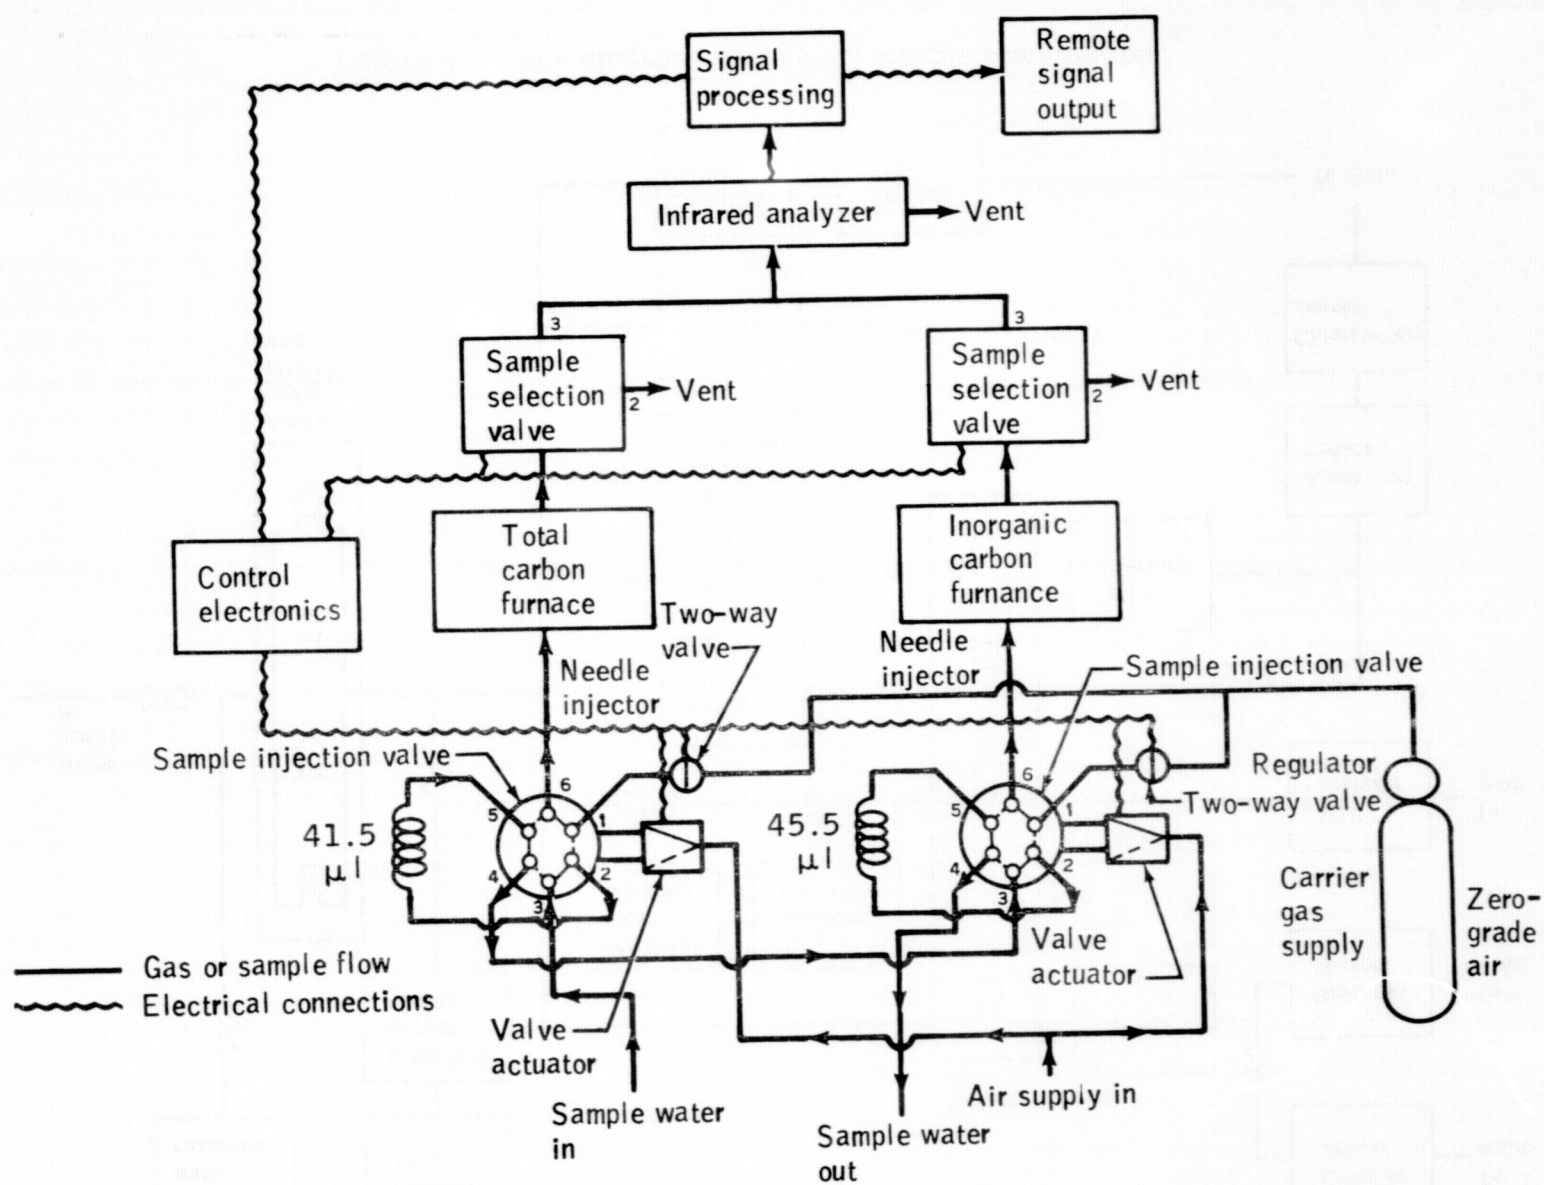 Signal
processing
Remote
signal
output
Infrared analyzer
Vent
3
Sample
selection
valve
2
Vent
3
Sample
selection
valve
2
Vent
Control
electronics
Total
carbon
furnace
Inorganic
carbon
furnance
Two-way
valve
Needle
injector
Needle
injector
Sample injection valve
Sample injection valve
6
5
1
4
2
3
41.5
μl
6
5
1
4
2
3
45.5
μl
Regulator
Two-way valve
Carrier
gas
supply
Zero-
grade
air
Valve
actuator
Gas or sample flow
Electrical connections
Valve
actuator
Sample water
in
Air supply in
Sample water
out